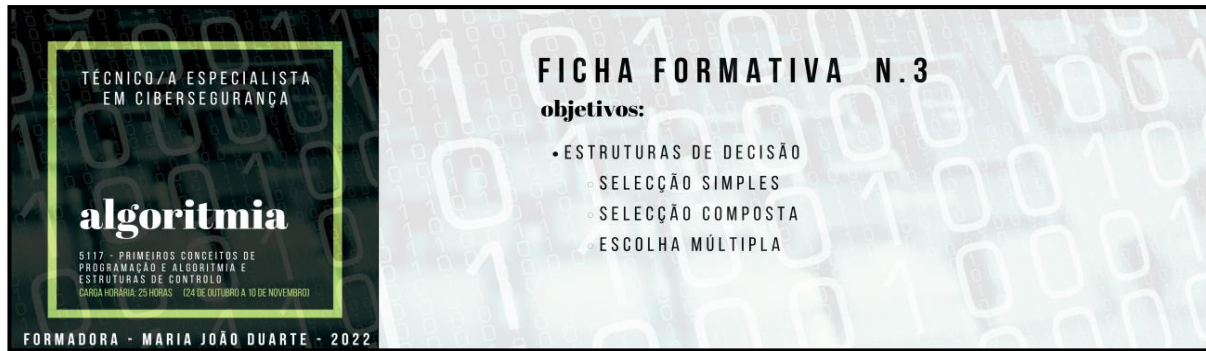 TÉCNICO/A ESPECIALISTA
EM CIBERSEGURANÇA
algoritmia
5117 - PRIMEIROS CONCEITOS DE
PROGRAMAÇÃO E ALGORITMIA E
ESTRUTURAS DE CONTROLO
CARGA HORÁRIA: 25 HORAS (24 DE OUTUBRO A 10 DE NOVEMBRO)
FORMADORA - MARIA JOÃO DUARTE - 2022
FICHA FORMATIVA N.3
objetivos:
• ESTRUTURAS DE DECISÃO
○ SELECÇÃO SIMPLES
○ SELECÇÃO COMPOSTA
○ ESCOLHA MÚLTIPLA